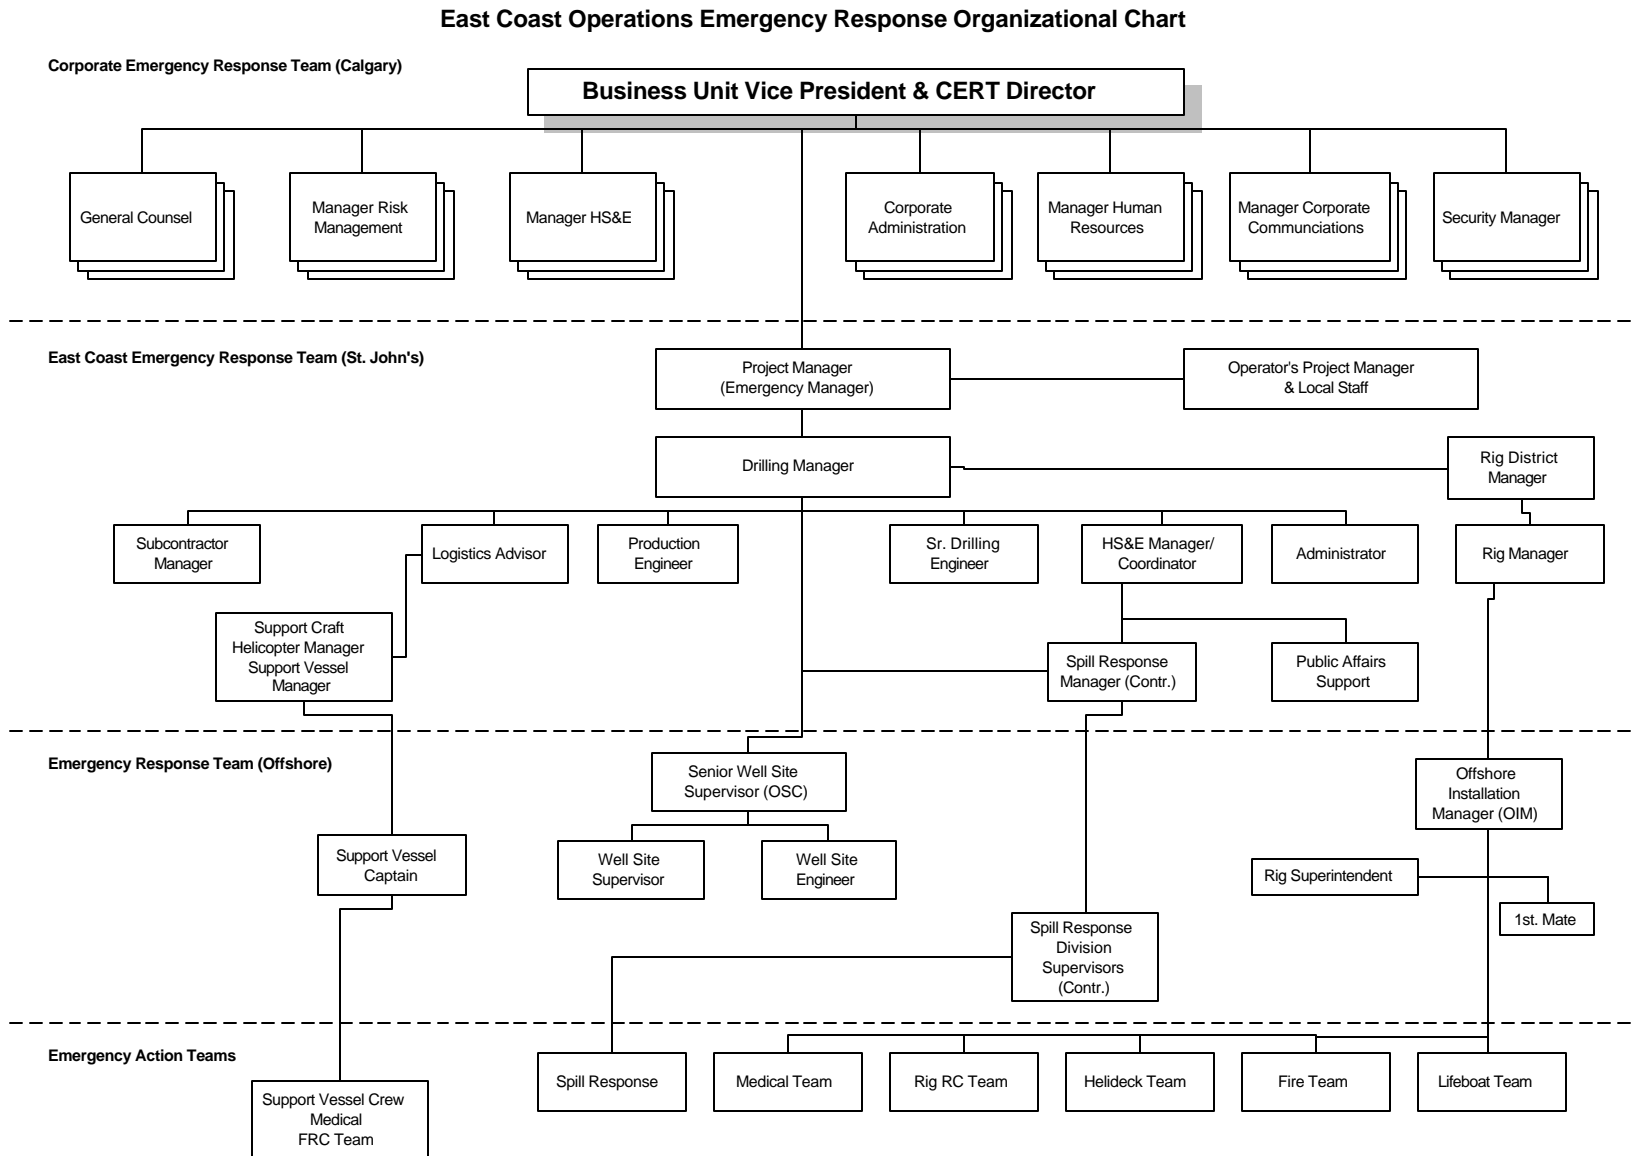 East Coast Operations Emergency Response Organizational Chart
Corporate Emergency Response Team (Calgary)
Business Unit Vice President & CERT Director
General Counsel
Manager Risk
Management
Manager HS&E
Corporate
Administration
Manager Human
Resources
Manager Corporate
Communciations
Security Manager
East Coast Emergency Response Team (St. John's)
Project Manager
(Emergency Manager)
Operator's Project Manager
& Local Staff
Drilling Manager
Rig District
Manager
Subcontractor
Manager
Logistics Advisor
Production
Engineer
Sr. Drilling
Engineer
HS&E Manager/
Coordinator
Administrator
Rig Manager
Support Craft
Helicopter Manager
Support Vessel
Manager
Spill Response
Manager (Contr.)
Public Affairs
Support
Emergency Response Team (Offshore)
Senior Well Site
Supervisor (OSC)
Offshore
Installation
Manager (OIM)
Support Vessel
Captain
Well Site
Supervisor
Well Site
Engineer
Rig Superintendent
1st. Mate
Spill Response
Division
Supervisors
(Contr.)
Emergency Action Teams
Spill Response
Medical Team
Rig RC Team
Helideck Team
Fire Team
Lifeboat Team
Support Vessel Crew
Medical
FRC Team